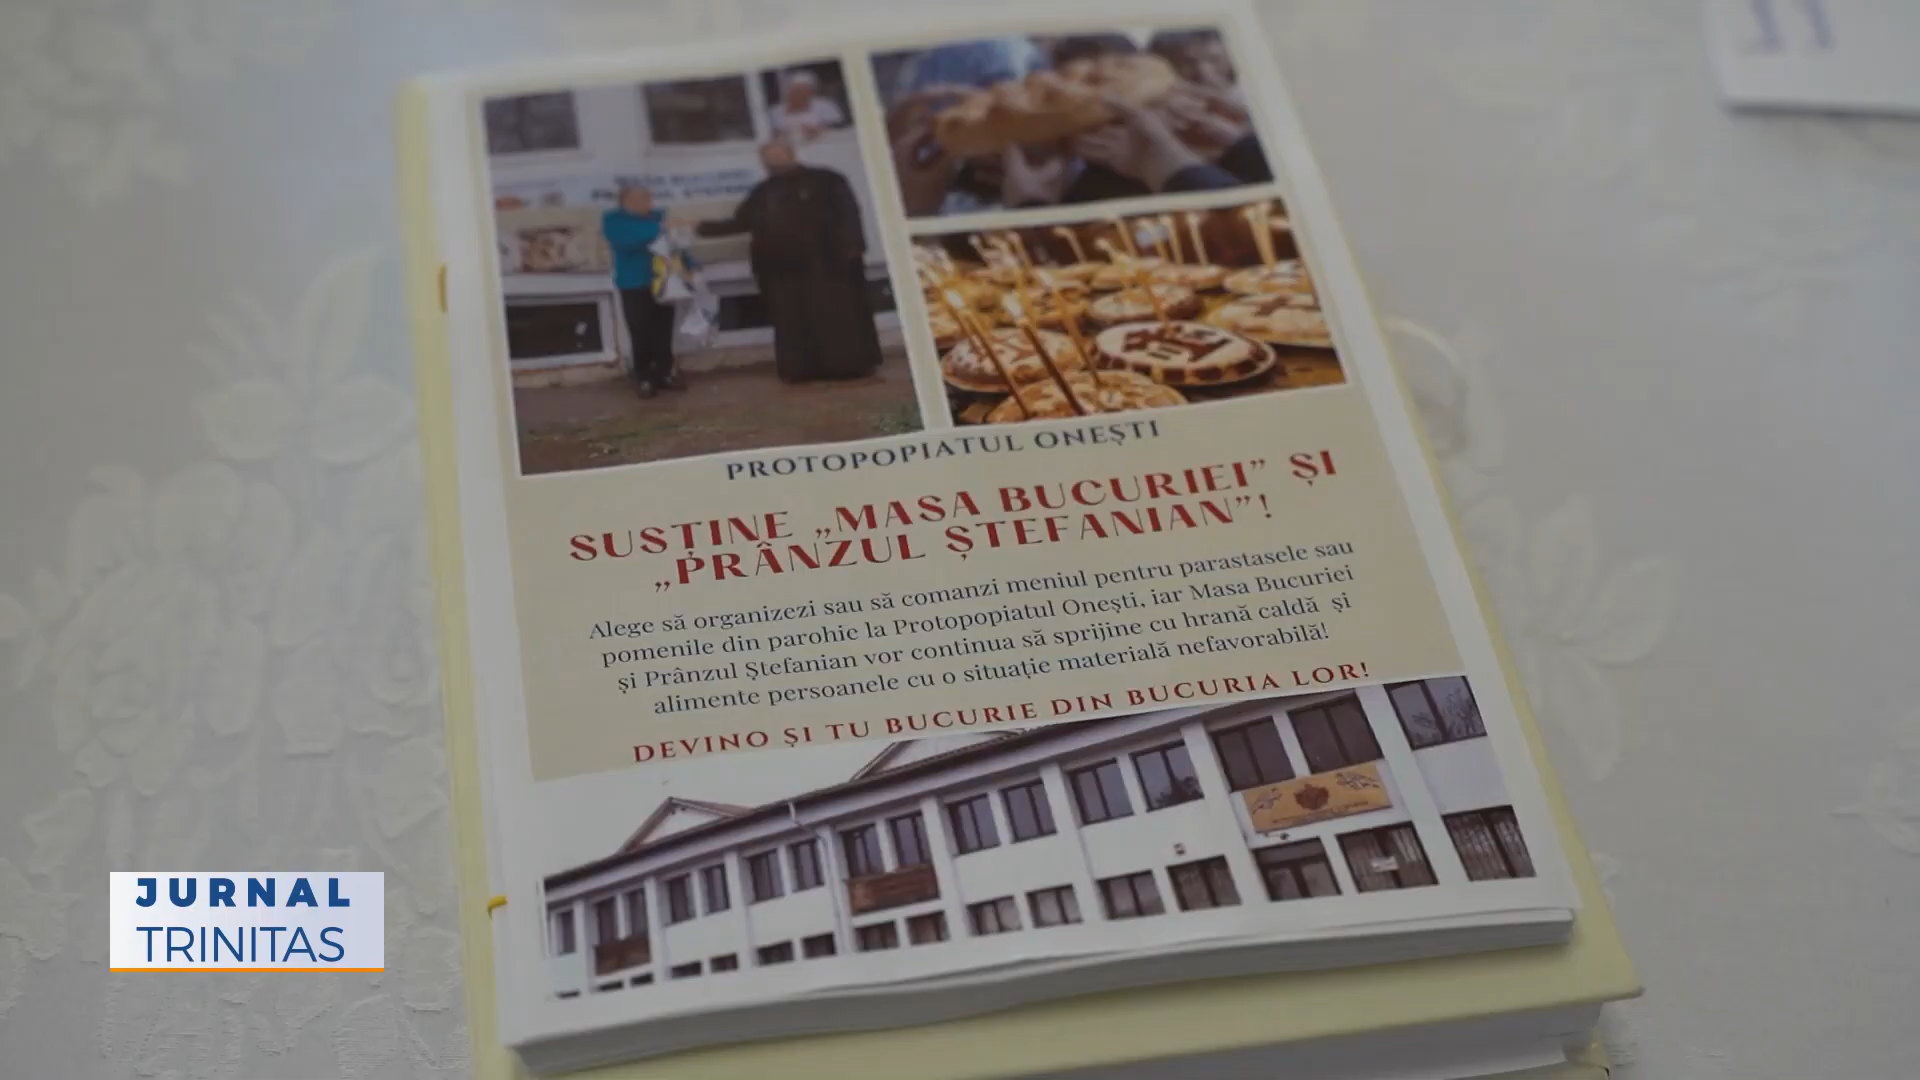 PROTOPOPIATUL ONEȘTI
SUSȚINE „MASA BUCURIEI” ȘI
„PRÂNZUL ȘTEFANIAN”!
Alege să organizezi sau să comanzi meniul pentru parastasele sau
pomenile din parohie la Protopopiatul Onești, iar Masa Bucuriei
și Prânzul Ștefanian vor continua să sprijine cu hrană caldă și
alimente persoanele cu o situație materială nefavorabilă!
DEVINO ȘI TU BUCURIE DIN BUCURIA LOR!
JURNAL
TRINITAS